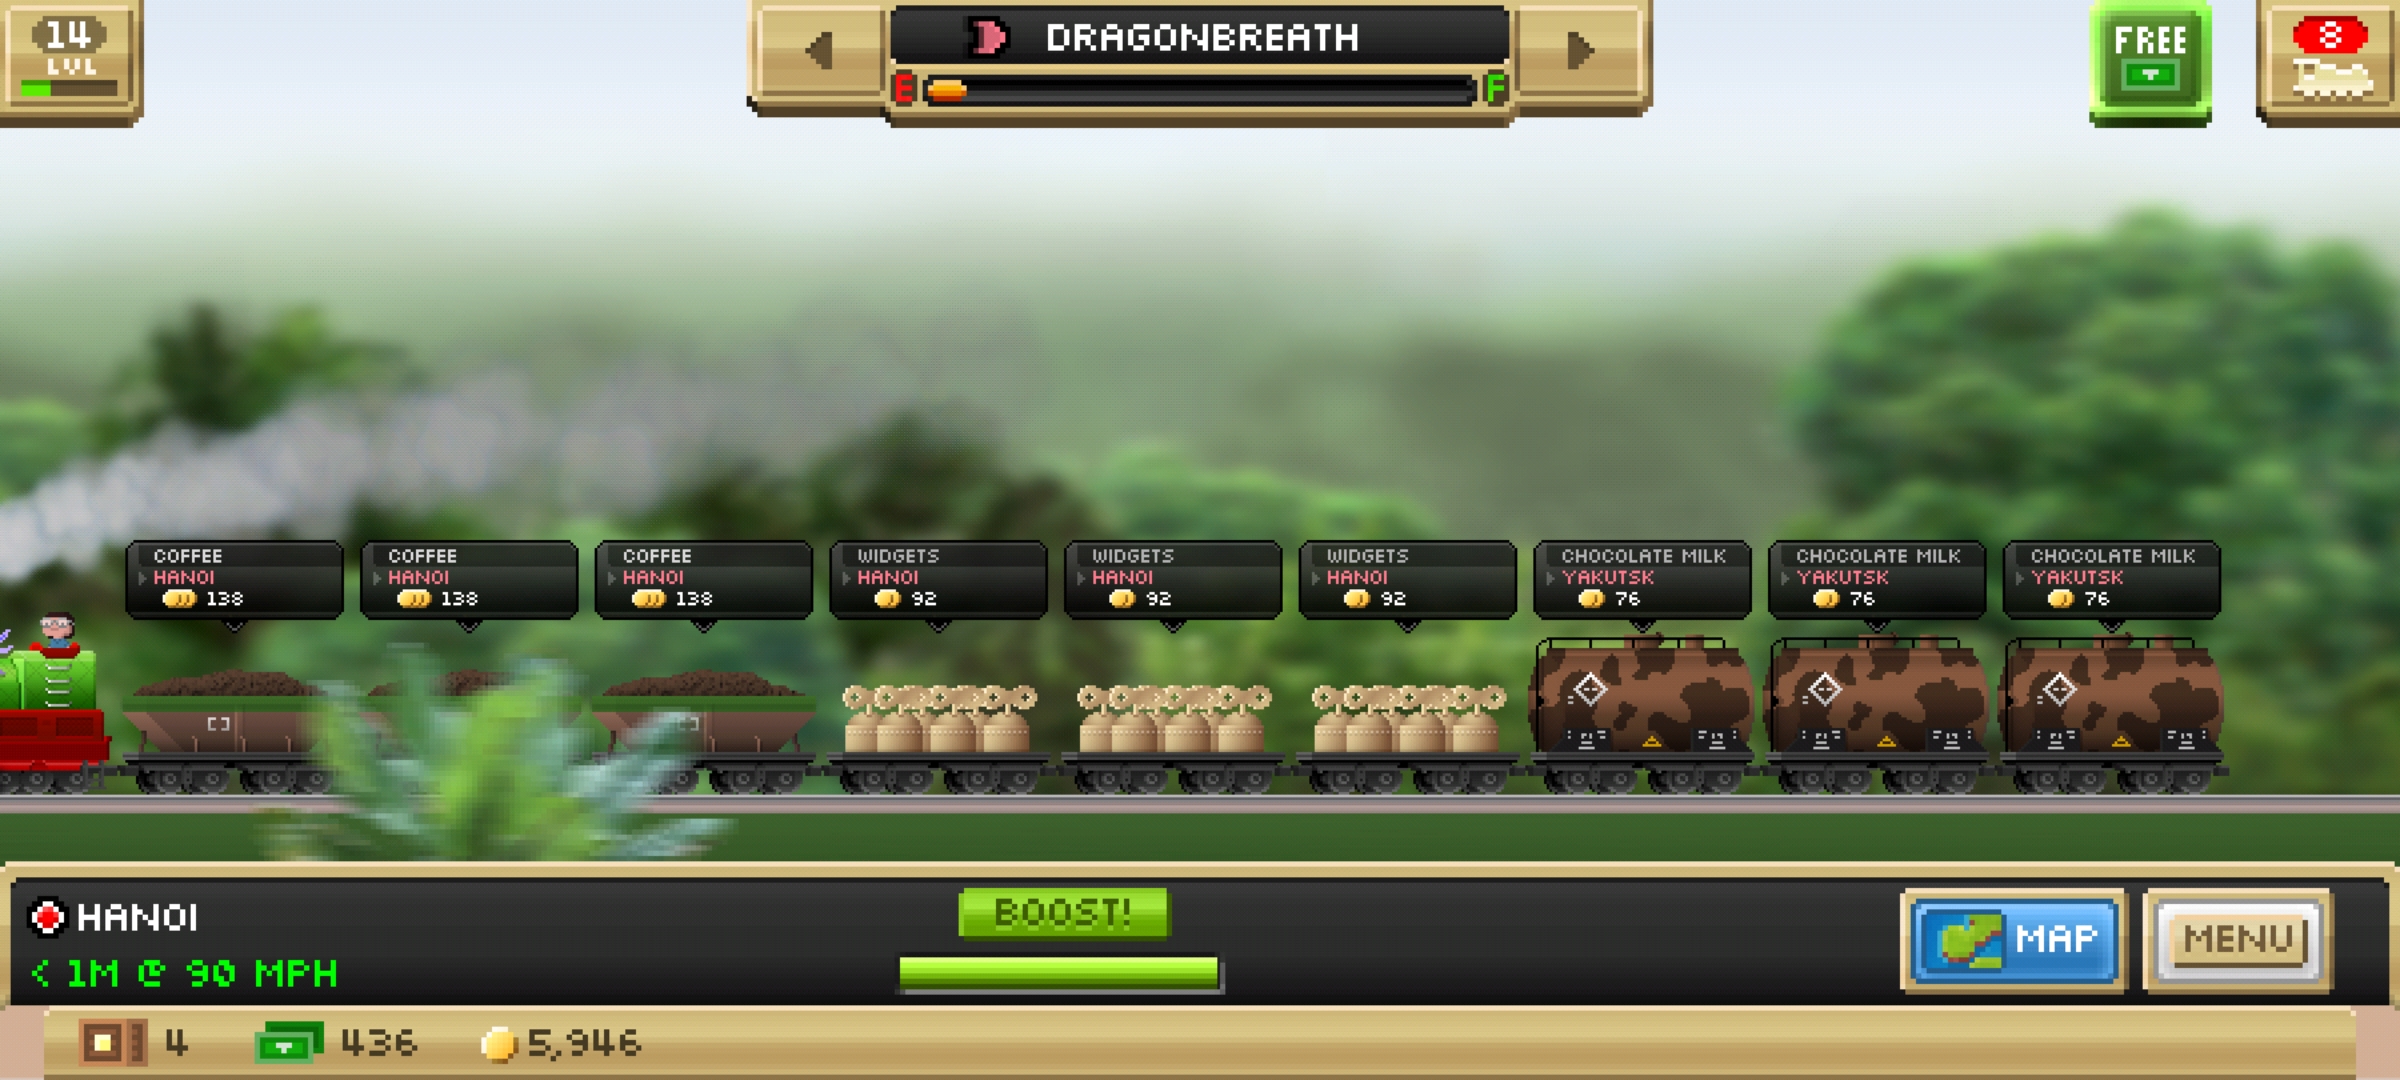 14
LVL
DRAGONBREATH
E F
FREE
8
COFFEE
HANOI
138
COFFEE
HANOI
138
COFFEE
HANOI
138
WIDGETS
HANOI
92
WIDGETS
HANOI
92
WIDGETS
HANOI
92
CHOCOLATE MILK
YAKUTSK
76
CHOCOLATE MILK
YAKUTSK
76
CHOCOLATE MILK
YAKUTSK
76
HANOI
< 1M @ 90 MPH
BOOST!
MAP
MENU
4
436
5,946